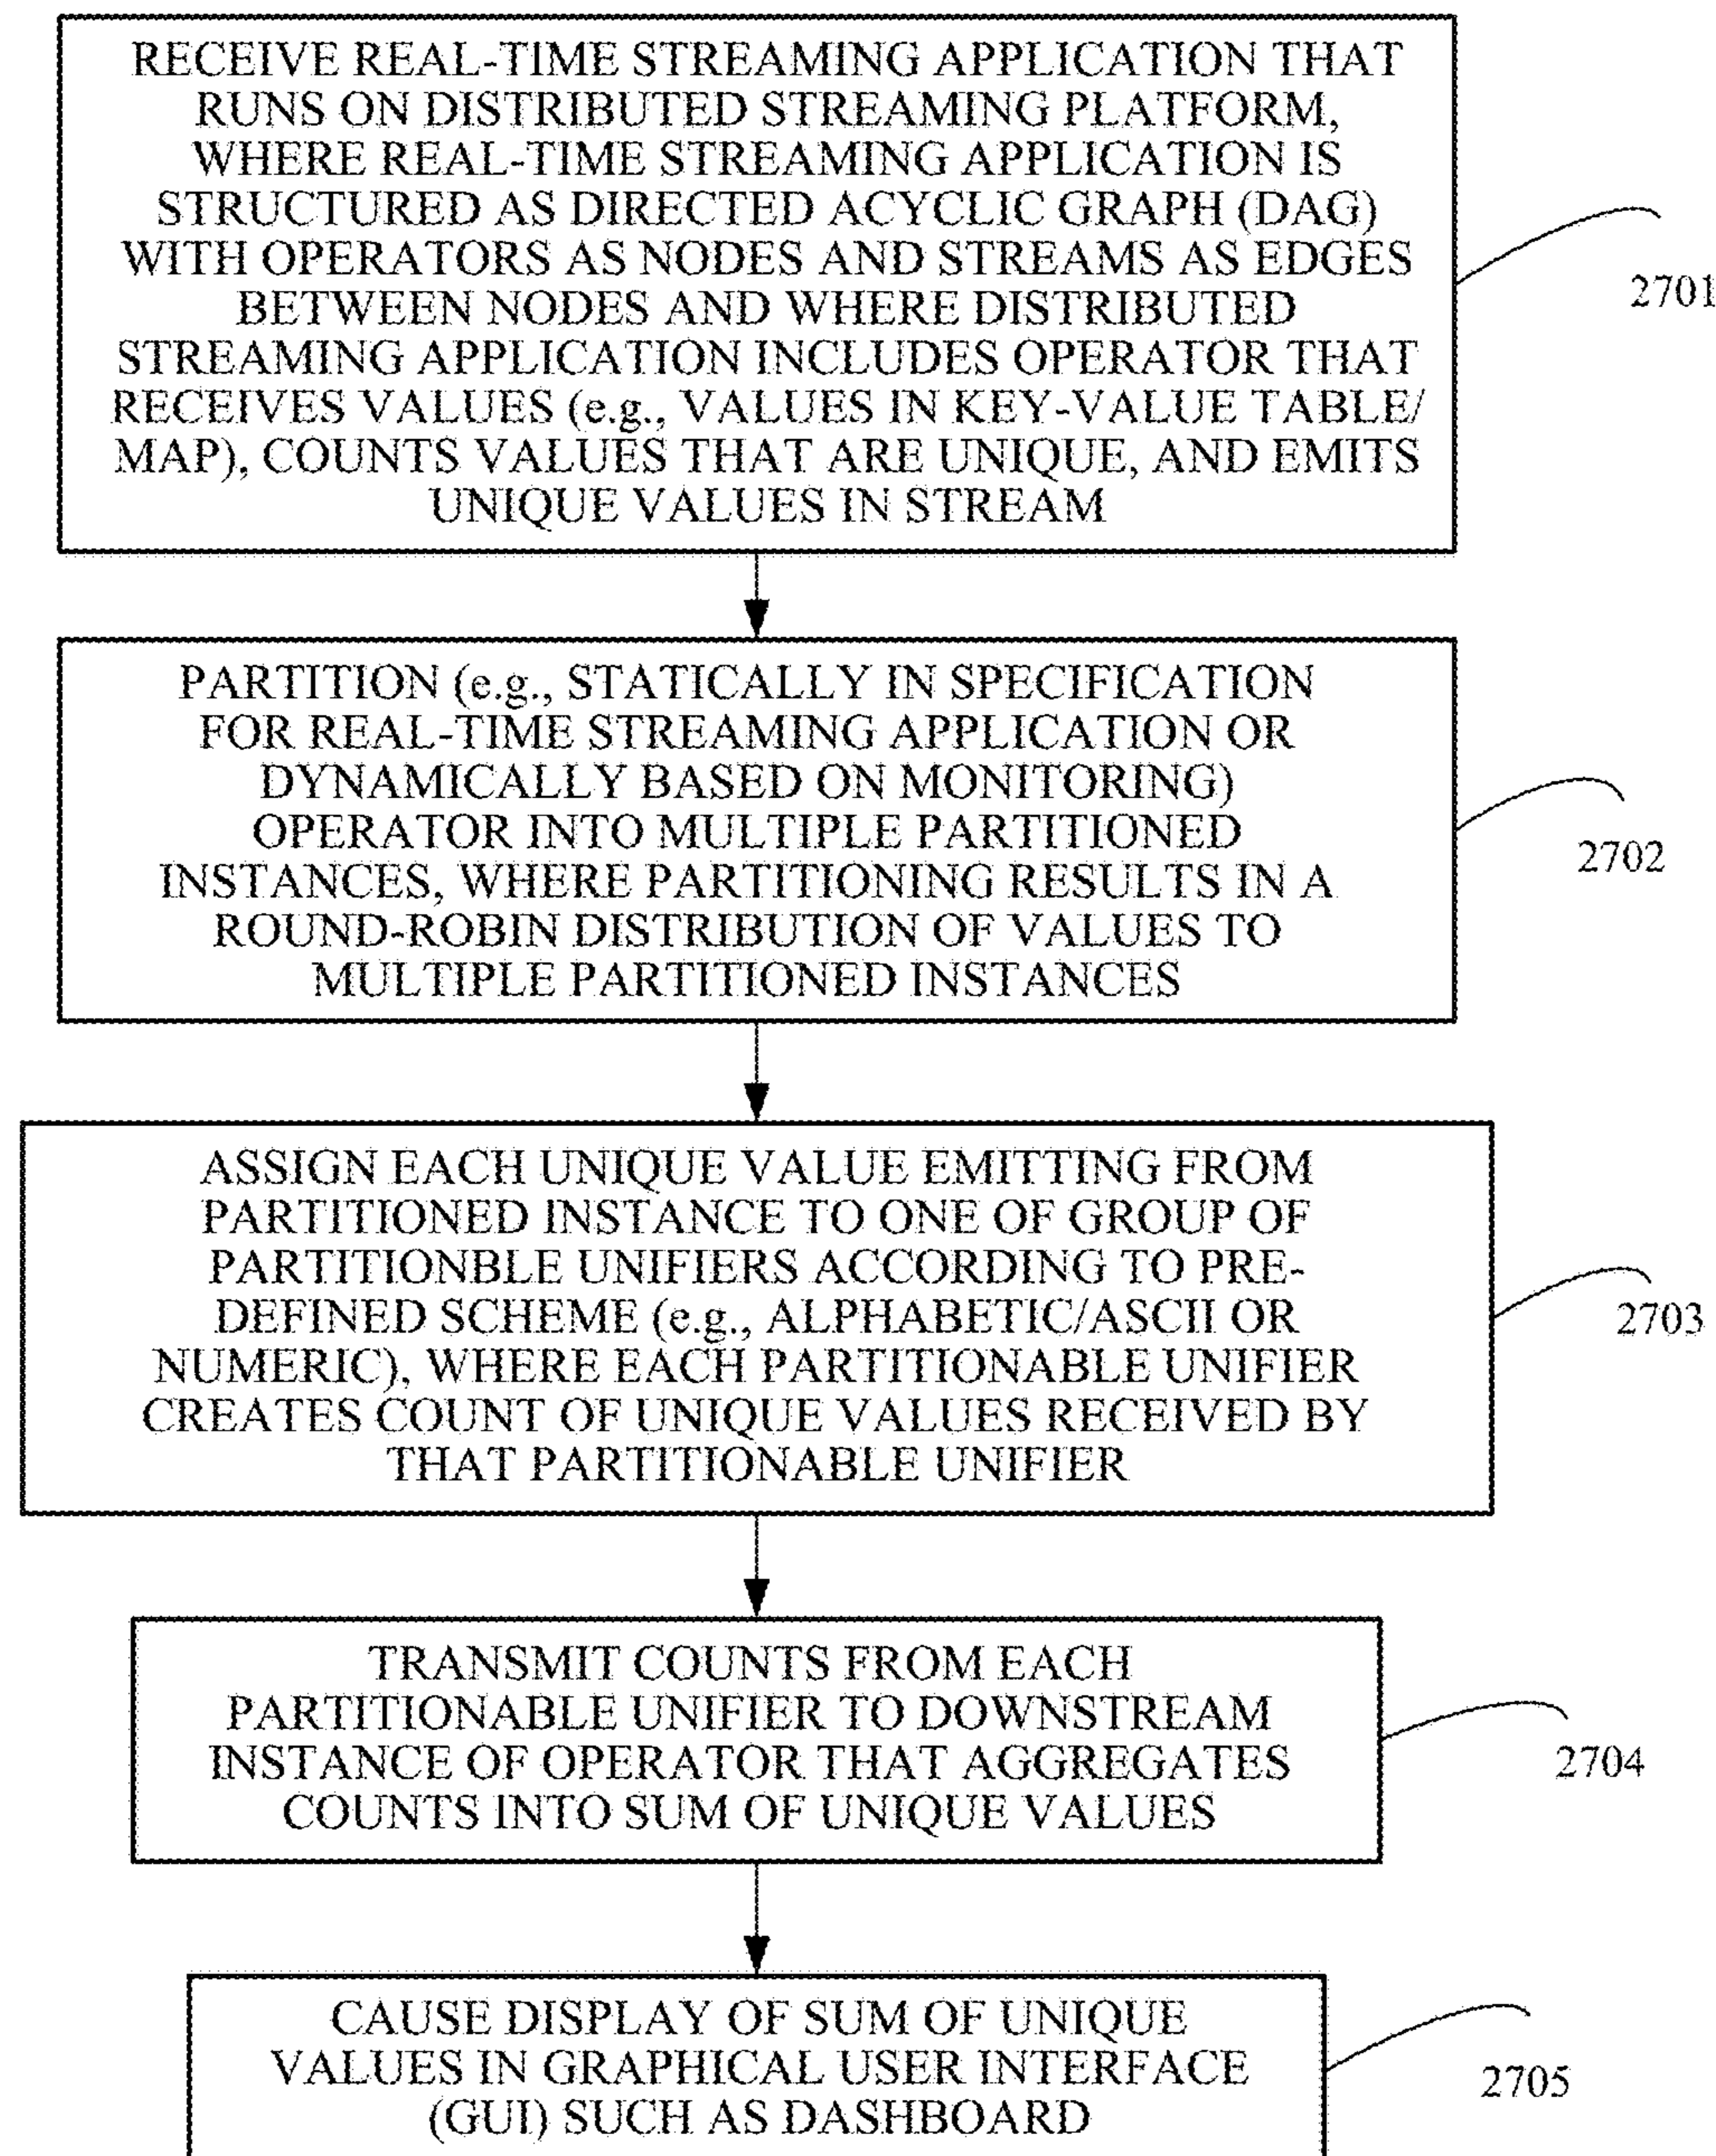 RECEIVE REAL-TIME STREAMING APPLICATION THAT
RUNS ON DISTRIBUTED STREAMING PLATFORM,
WHERE REAL-TIME STREAMING APPLICATION IS
STRUCTURED AS DIRECTED ACYCLIC GRAPH (DAG)
WITH OPERATORS AS NODES AND STREAMS AS EDGES
BETWEEN NODES AND WHERE DISTRIBUTED
STREAMING APPLICATION INCLUDES OPERATOR THAT
RECEIVES VALUES (e.g., VALUES IN KEY-VALUE TABLE/
MAP), COUNTS VALUES THAT ARE UNIQUE, AND EMITS
UNIQUE VALUES IN STREAM
2701
PARTITION (e.g., STATICALLY IN SPECIFICATION
FOR REAL-TIME STREAMING APPLICATION OR
DYNAMICALLY BASED ON MONITORING)
OPERATOR INTO MULTIPLE PARTITIONED
INSTANCES, WHERE PARTITIONING RESULTS IN A
ROUND-ROBIN DISTRIBUTION OF VALUES TO
MULTIPLE PARTITIONED INSTANCES
2702
ASSIGN EACH UNIQUE VALUE EMITTING FROM
PARTITIONED INSTANCE TO ONE OF GROUP OF
PARTITIONBLE UNIFIERS ACCORDING TO PRE-
DEFINED SCHEME (e.g., ALPHABETIC/ASCII OR
NUMERIC), WHERE EACH PARTITIONABLE UNIFIER
CREATES COUNT OF UNIQUE VALUES RECEIVED BY
THAT PARTITIONABLE UNIFIER
2703
TRANSMIT COUNTS FROM EACH
PARTITIONABLE UNIFIER TO DOWNSTREAM
INSTANCE OF OPERATOR THAT AGGREGATES
COUNTS INTO SUM OF UNIQUE VALUES
2704
CAUSE DISPLAY OF SUM OF UNIQUE
VALUES IN GRAPHICAL USER INTERFACE
(GUI) SUCH AS DASHBOARD
2705